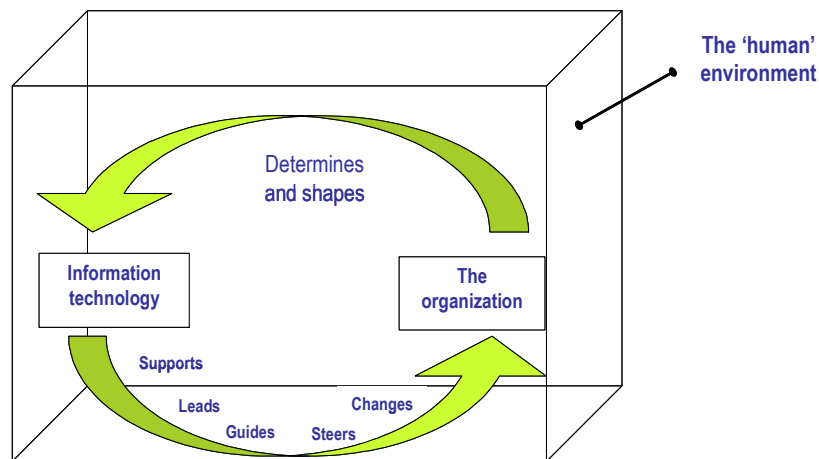 The ‘human’
environment
Determines
and shapes
Information
technology
The
organization
Supports
Leads
Changes
Guides
Steers